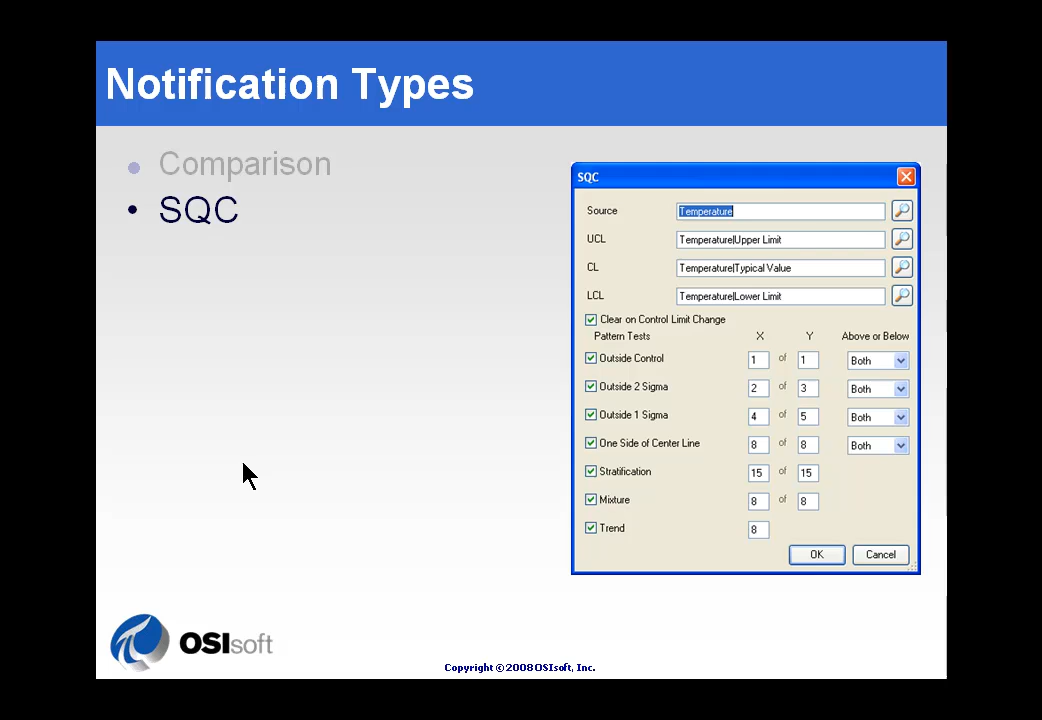 Notification Types
Comparison
SQC
SQC
Source Temperature
UCL Temperature|Upper Limit
CL Temperature|Typical Value
LCL Temperature|Lower Limit
Clear on Control Limit Change
Pattern Tests X Y Above or Below
Outside Control 1 of 1 Both
Outside 2 Sigma 2 of 3 Both
Outside 1 Sigma 4 of 5 Both
One Side of Center Line 8 of 8 Both
Stratification 15 of 15
Mixture 8 of 8
Trend 8
OK Cancel
OSIsoft
Copyright © 2008 OSIsoft, Inc.